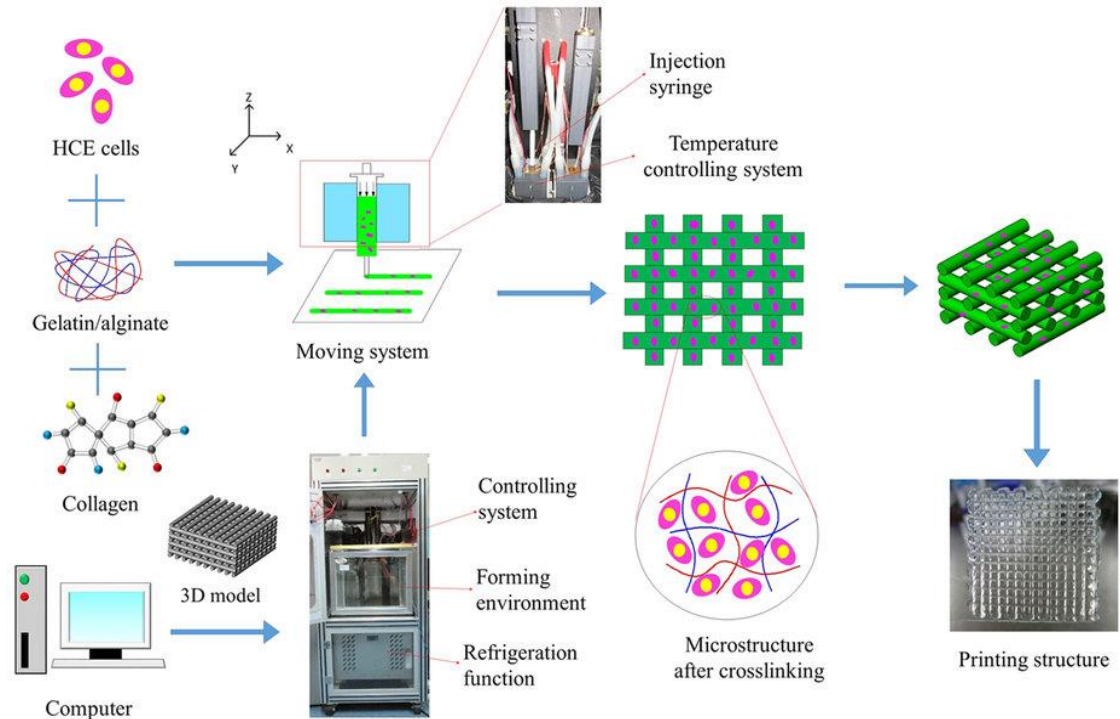 HCE cells
Gelatin/alginate
Collagen
3D model
Computer
Z
X
Y
Moving system
Injection
syringe
Temperature
controlling system
Controlling
system
Forming
environment
Refrigeration
function
Microstructure
after crosslinking
Printing structure